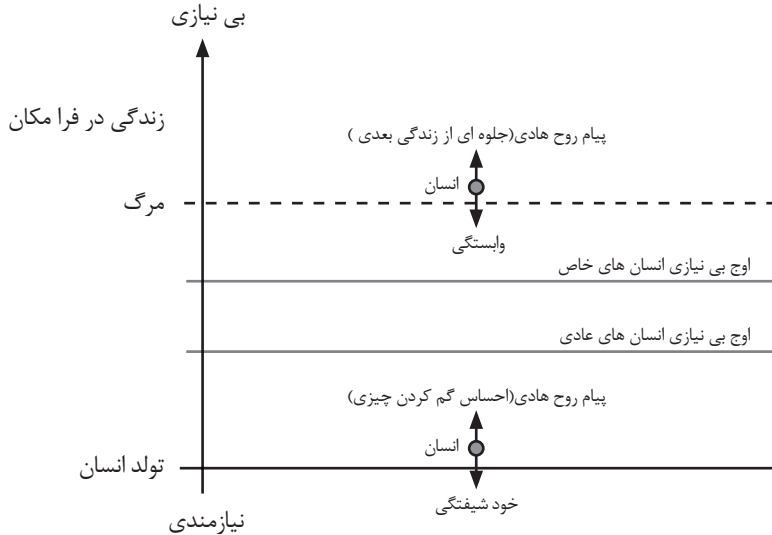 بی نیازی
زندگی در فرا مکان
پیام روح هادی(جلوه ای از زندگی بعدی )
انسان
مرگ
وابستگی
اوج بی نیازی انسان های خاص
اوج بی نیازی انسان های عادی
پیام روح هادی(احساس گم کردن چیزی)
انسان
تولد انسان
خود شیفتگی
نیازمندی